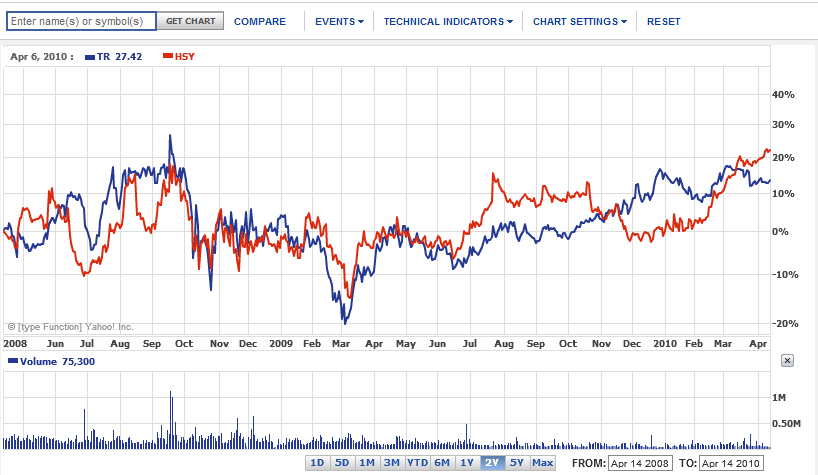 Enter name(s) or symbol(s) GET CHART COMPARE EVENTS TECHNICAL INDICATORS CHART SETTINGS RESET
Apr 6, 2010 : TR 27.42 HSY
40%
30%
20%
10%
0%
-10%
-20%
© [type Function] Yahoo! Inc.
2008 Jun Jul Aug Sep Oct Nov Dec 2009 Feb Mar Apr May Jun Jul Aug Sep Oct Nov 2010 Feb Mar Apr
Volume 75,300 x
1M
0.50M
1D 5D 1M 3M YTD 6M 1Y 2Y 5Y Max FROM: Apr 14 2008 TO: Apr 14 2010